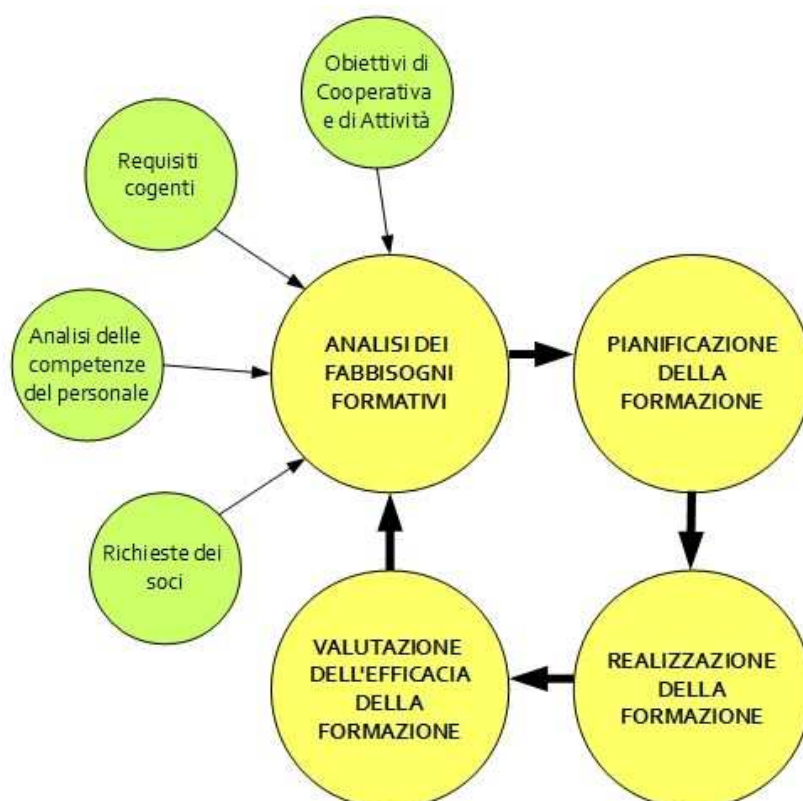 Obiettivi di
Cooperativa
e di Attività
Requisiti
cogenti
Analisi delle
competenze
del personale
Richieste dei
soci
ANALISI DEI
FABBISOGNI
FORMATIVI
PIANIFICAZIONE
DELLA
FORMAZIONE
REALIZZAZIONE
DELLA
FORMAZIONE
VALUTAZIONE
DELL'EFFICACIA
DELLA
FORMAZIONE